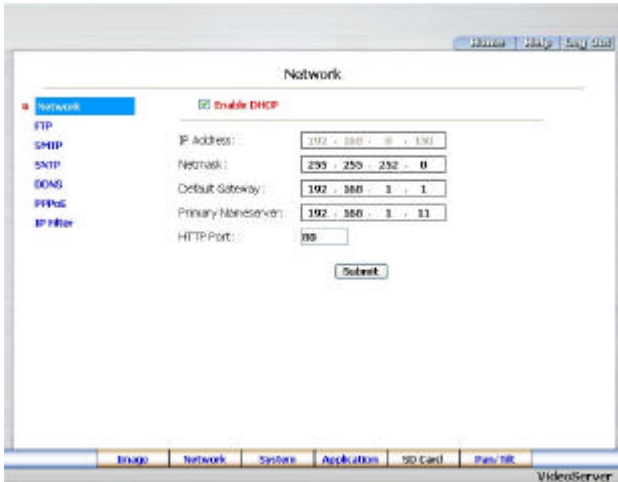 Home Help Log Out
Network
Network
FTP
SMTP
SNTP
DDNS
PPPoE
IP Filter
Enable DHCP
IP Address:
Netmask: 255 . 255 . 252 . 0
Default Gateway: 192 . 168 . 1 . 1
Primary Nameserver: 192 . 168 . 1 . 11
HTTP Port: 80
Submit
Image Network System Application SD Card Pan/Tilt
VideoServer